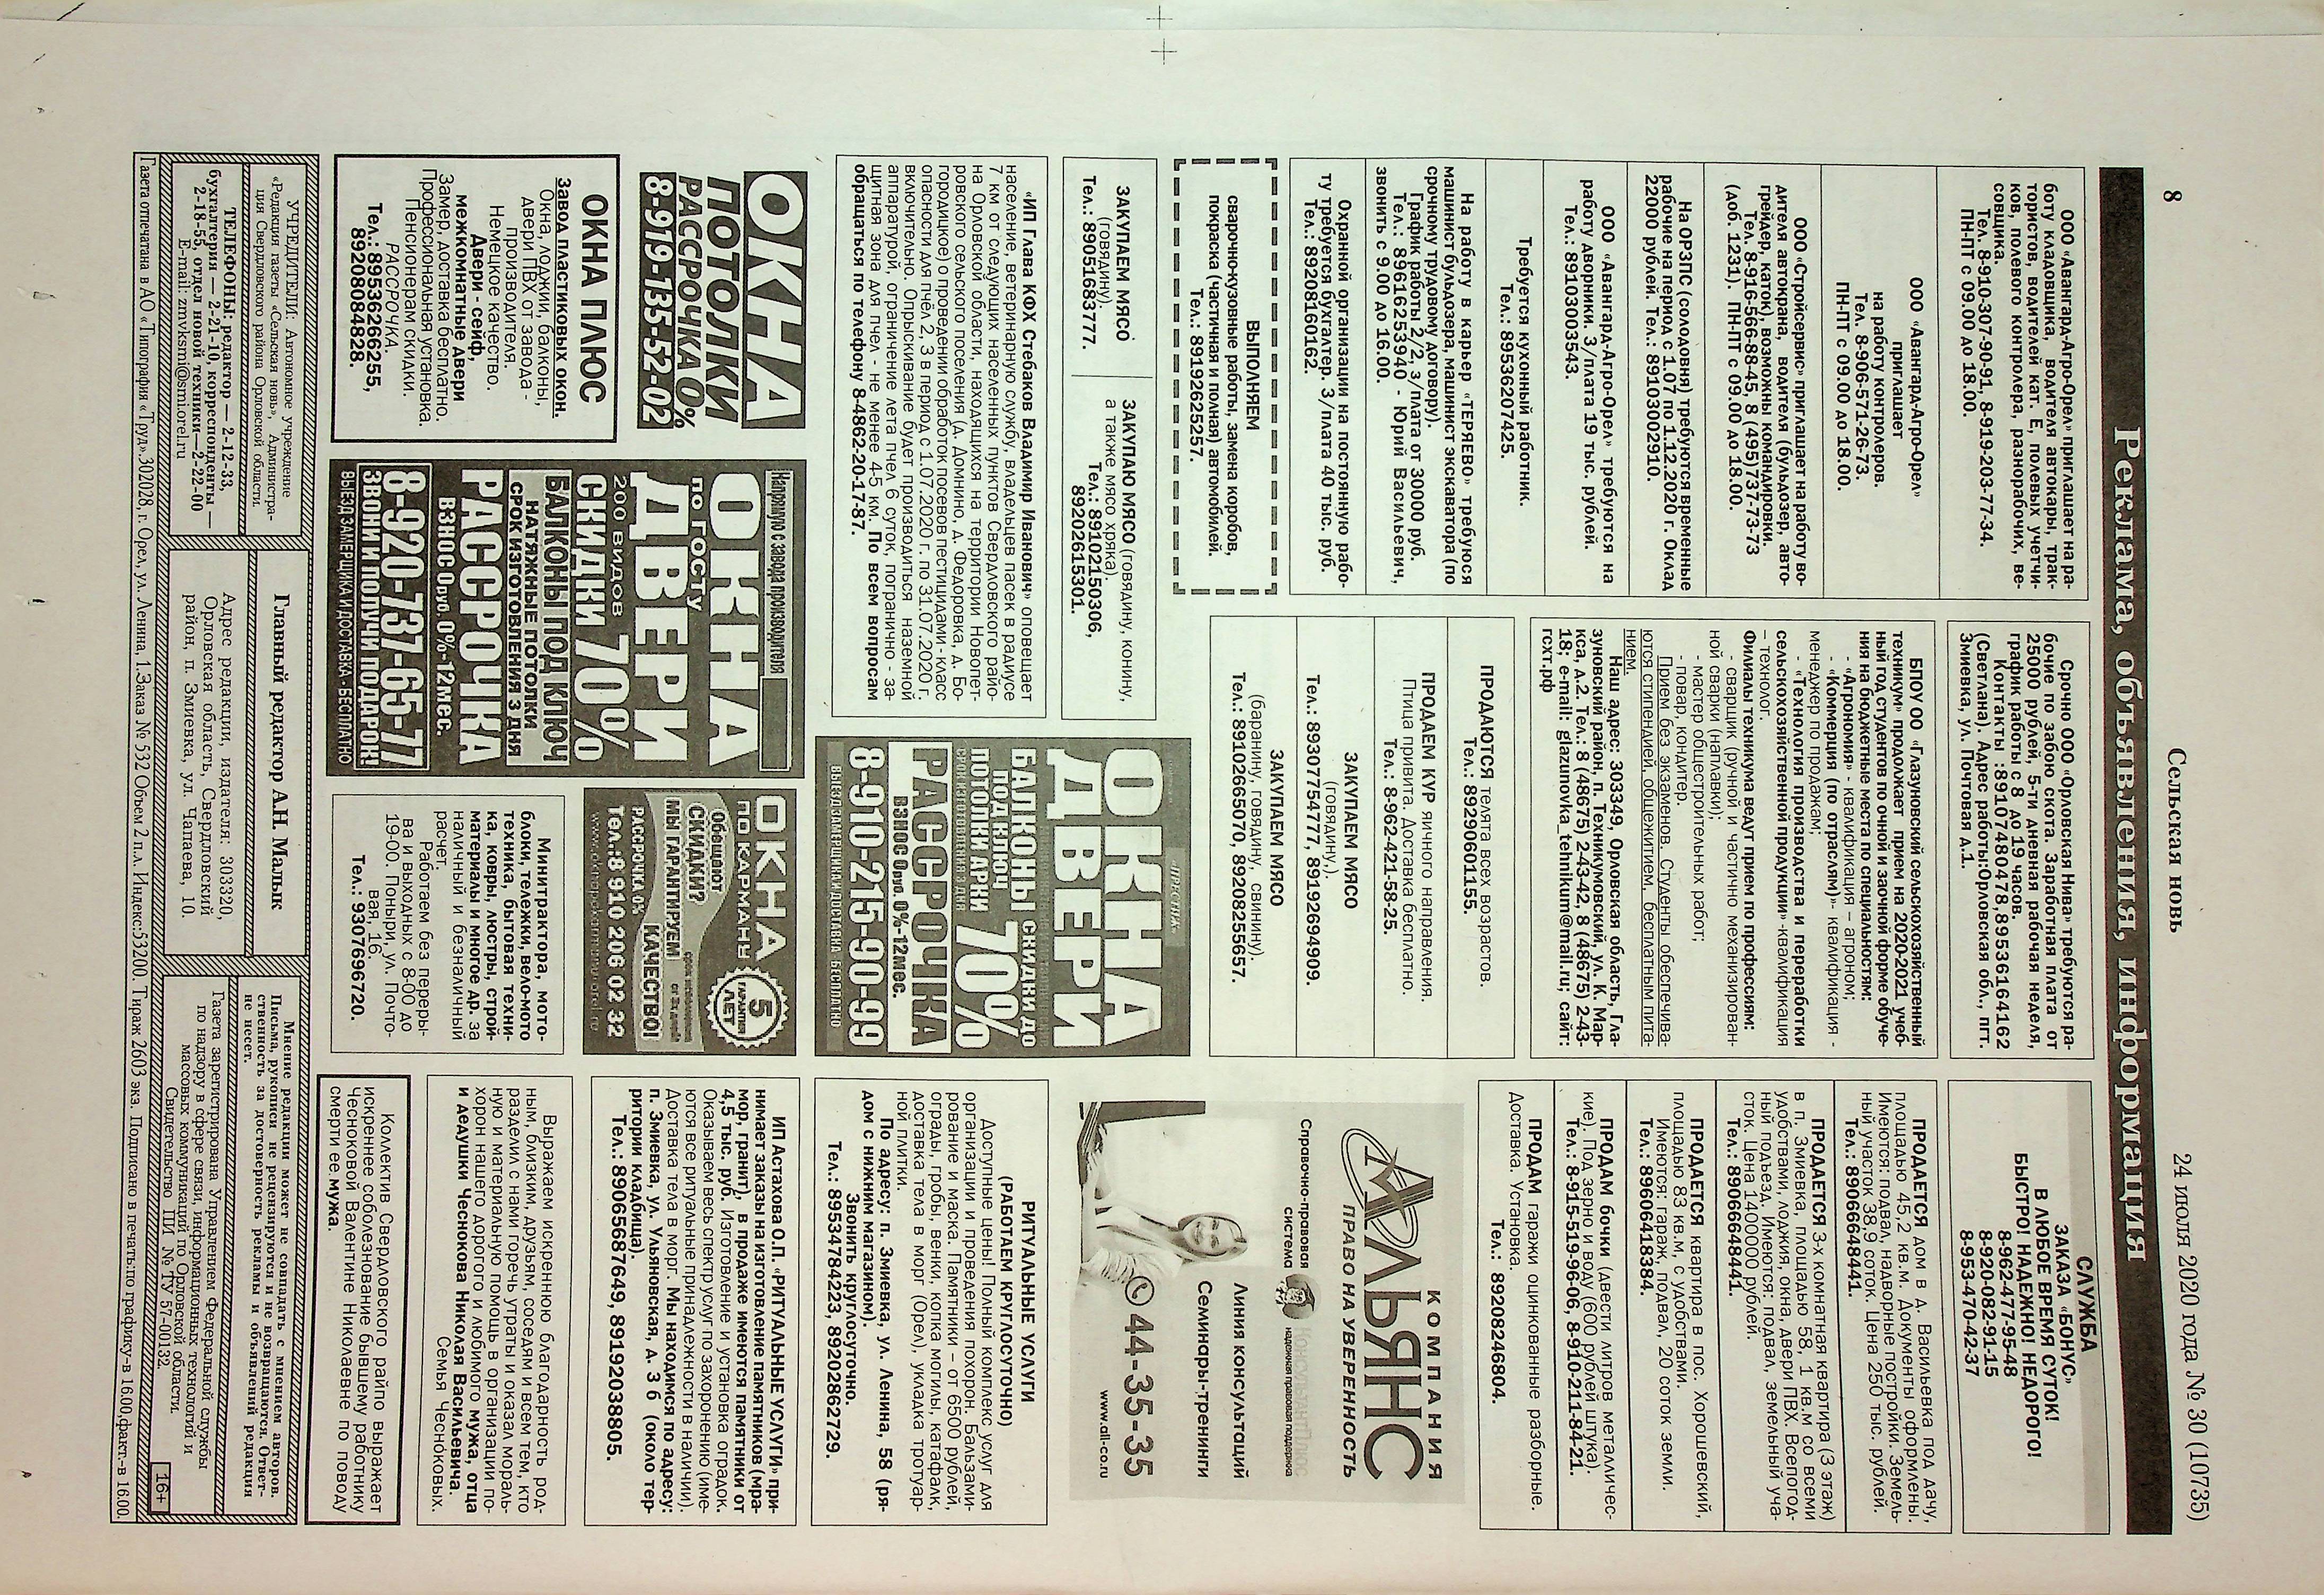 8
Сельская новь
24 июля 2020 года № 30 (10735)
Реклама, объявления, информация
ООО «Авангард-Агро-Орел» приглашает на ра-
боту кладовщика, водителя автокары, трак-
тористов, водителей кат. Е, полевых учетчи-
ков, полевого контролера, разнорабочих, ве-
совщика.
Тел. 8-910-307-90-91, 8-919-203-77-34.
ПН-ПТ с 09.00 до 18.00.
ООО «Авангард-Агро-Орел»
приглашает
на работу контролеров.
Тел. 8-906-571-26-73.
ПН-ПТ с 09.00 до 18.00.
ООО «Стройсервис» приглашает на работу во-
дителя автокрана, водителя (бульдозер, авто-
грейдер, каток), возможны командировки.
Тел. 8-916-566-88-45, 8 (495)737-73-73
(доб. 1231). ПН-ПТ с 09.00 до 18.00.
На ОРЗПС (солодовня) требуются временные
рабочие на период с 1.07 по 1.12.2020 г. Оклад
22000 рублей. Тел.: 89103002910.
ООО «Авангард-Агро-Орел» требуются на
работу дворники. З/плата 19 тыс. рублей.
Тел.: 89103003543.
Требуется кухонный работник.
Тел.: 89536207425.
На работу в карьер «ТЕРЯЕВО» требуюся
машинист бульдозера, машинист экскаватора (по
срочному трудовому договору).
График работы 2/2, з/плата от 30000 руб.
Тел.: 89616253940 - Юрий Васильевич,
звонить с 9.00 до 16.00.
Охранной организации на постоянную рабо-
ту требуется бухгалтер. З/плата 40 тыс. руб.
Тел.: 89208160162.
ВЫПОЛНЯЕМ
сварочно-кузовные работы, замена коробов,
покраска (частичная и полная) автомобилей.
Тел.: 89192625257.
ЗАКУПАЕМ МЯСО
(говядину).
Тел.: 89051683777.
ЗАКУПАЮ МЯСО (говядину, конину,
а также мясо хряка).
Тел.: 89102150306,
89202615301.
«ИП Глава КФХ Стебаков Владимир Иванович» оповещает
население, ветеринарную службу, владельцев пасек в радиусе
7 км от следующих населенных пунктов Свердловского райо-
на Орловской области, находящихся на территории Новопет-
ровского сельского поселения (д. Домнино, д. Федоровка, д. Бо-
городицкое) о проведении обработок посевов пестицидами - класс
опасности для пчёл 2, 3 в период с 1.07.2020 г. по 31.07.2020 г.
включительно. Опрыскивание будет производиться наземной
аппаратурой, ограничение лета пчел 6 суток, погранично - за-
щитная зона для пчел - не менее 4-5 км. По всем вопросам
обращаться по телефону 8-4862-20-17-87.
ОКНА
ПОТОЛКИ
РАССРОЧКА 0%
8-919-135-52-02
ОКНА ПЛЮС
Завод пластиковых окон.
Окна, лоджии, балконы,
двери ПВХ от завода -
производителя.
Немецкое качество.
Двери - сейф,
межкомнатные двери
Замер, доставка бесплатно.
Профессиональная установка.
Пенсионерам скидки.
РАССРОЧКА.
Тел.: 89536266255,
89208084828.
Напрямую с завода производителя
ОКНА
по ГОСТу
ДВЕРИ
200 ВИДОВ
СКИДКИ 70%
БАЛКОНЫ ПОД КЛЮЧ
НАТЯЖНЫЕ ПОТОЛКИ
СРОК ИЗГОТОВЛЕНИЯ 3 ДНЯ
РАССРОЧКА
ВЗНОС 0 руб. 0%-12 мес.
8-920-737-65-77
ЗВОНИ И ПОЛУЧИ ПОДАРОК!
ВЫЕЗД ЗАМЕРЩИКА И ДОСТАВКА - БЕСПЛАТНО
Срочно ООО «Орловская Нива» требуются ра-
бочие по забою скота. Заработная плата от
25000 рублей, 5-ти дневная рабочая неделя,
график работы с 8 до 19 часов.
Контакты :89107480478,89536164162
(Светлана). Адрес работы:Орловская обл., пгт.
Змиевка, ул. Почтовая д.1.
БПОУ ОО «Глазуновский сельскохозяйственный
техникум» продолжает прием на 2020-2021 учеб-
ный год студентов по очной и заочной форме обуче-
ния на бюджетные места по специальностям:
- «Агрономия» - квалификация – агроном;
- «Коммерция (по отраслям)»- квалификация -
менеджер по продажам;
- «Технология производства и переработки
сельскохозяйственной продукции» -квалификация
– технолог.
Филиалы техникума ведут прием по профессиям:
- сварщик (ручной и частично механизирован-
ной сварки (наплавки);
- мастер общестроительных работ;
- повар, кондитер.
Прием без экзаменов. Студенты обеспечива-
ются стипендией, общежитием, бесплатным пита-
нием.
Наш адрес: 303349, Орловская область, Гла-
зуновский район, п. Техникумовский, ул. К. Мар-
кса, д.2. Тел.: 8 (48675) 2-43-42, 8 (48675) 2-43-
18; e-mail: glazunovka_tehnikum@mail.ru; сайт:
гсхт.рф
ПРОДАЮТСЯ телята всех возрастов.
Тел.: 89290601155.
ПРОДАЕМ КУР яичного направления.
Птица привита. Доставка бесплатно.
Тел.: 8-962-421-58-25.
ЗАКУПАЕМ МЯСО
(говядину,).
Тел.: 89307754777, 89192694909.
ЗАКУПАЕМ МЯСО
(баранину, говядину, свинину).
Тел.: 89102665070, 89208255657.
«ПРЕСТИЖ»
ОКНА
ДВЕРИ
БАЛКОНЫ ПОД КЛЮЧ
СКИДКИ ДО 70%
ПОТОЛКИ АРКИ
РАССРОЧКА
ВЗНОС 0 руб. 0%-12 мес.
8-910-215-90-99
ВЫЕЗД ЗАМЕРЩИКА И ДОСТАВКА БЕСПЛАТНО
ОКНА
ПО КАРМАНУ
5 ЛЕТ
ГАРАНТИЯ
Обещают
СКИДКИ?
МЫ ГАРАНТИРУЕМ
КАЧЕСТВО!
РАССРОЧКА 0%
Тел.:8 910 206 02 32
Минитрактора, мото-
блоки, тележки, вело-мото
техника, бытовая техни-
ка, ковры, люстры, строй-
материалы и многое др. за
наличный и безналичный
расчет.
Работаем без переры-
ва и выходных с 8-00 до
19-00. Поныри, ул. Почто-
вая, 16.
Тел.: 9307696720.
СЛУЖБА
ЗАКАЗА «БОНУС»
В ЛЮБОЕ ВРЕМЯ СУТОК!
БЫСТРО! НАДЕЖНО! НЕДОРОГО!
8-962-477-95-48
8-920-082-91-15
8-953-470-42-37
ПРОДАЕТСЯ дом в д. Васильевка под дачу,
площадью 45,2 кв.м. Документы оформлены.
Имеются: подвал, надворные постройки. Земель-
ный участок 38,9 соток. Цена 250 тыс. рублей.
Тел.: 89066648441.
ПРОДАЕТСЯ 3-х комнатная квартира (3 этаж)
в п. Змиевка, площадью 58, 1 кв.м со всеми
удобствами, лоджия, окна, двери ПВХ. Всепогод-
ный подъезд. Имеются: подвал, земельный уча-
сток. Цена 1400000 рублей.
Тел.: 89066648441.
ПРОДАЕТСЯ квартира в пос. Хорошевский,
площадью 83 кв.м, с удобствами.
Имеются: гараж, подвал, 20 соток земли.
Тел.: 89606418384.
ПРОДАМ бочки (двести литров металличес-
кие). Под зерно и воду (600 рублей штука).
Тел.: 8-915-519-96-06, 8-910-211-84-21.
ПРОДАМ гаражи оцинкованные разборные.
Доставка. Установка.
Тел.: 89208246804.
КОМПАНИЯ
АЛЬЯНС
ПРАВО НА УВЕРЕННОСТЬ
Справочно-правовая
система
КонсультантПлюс
надежная правовая поддержка
Линия консультаций
Семинары-тренинги
44-35-35
www.all-co.ru
РИТУАЛЬНЫЕ УСЛУГИ
(РАБОТАЕМ КРУГЛОСУТОЧНО)
Доступные цены! Полный комплекс услуг для
организации и проведения похорон. Бальзами-
рование и маска. Памятники – от 6500 рублей,
ограды, гробы, венки, копка могилы, катафалк,
доставка тела в морг (Орел), укладка тротуар-
ной плитки.
По адресу: п. Змиевка, ул. Ленина, 58 (ря-
дом с нижним магазином).
Звонить круглосуточно.
Тел.: 89534784223, 89202862729.
ИП Астахова О.П. «РИТУАЛЬНЫЕ УСЛУГИ» при-
нимает заказы на изготовление памятников (мра-
мор, гранит), в продаже имеются памятники от
4,5 тыс. руб. Изготовление и установка оградок.
Оказываем весь спектр услуг по захоронению (име-
ются все ритуальные принадлежности в наличии).
Доставка тела в морг. Мы находимся по адресу:
п. Змиевка, ул. Ульяновская, д. 3 б (около тер-
ритории кладбища).
Тел.: 89065687649, 89192038805.
Выражаем искреннюю благодарность род-
ным, близким, друзьям, соседям и всем тем, кто
разделил с нами горечь утраты и оказал мораль-
ную и материальную помощь в организации по-
хорон нашего дорогого и любимого мужа, отца
и дедушки Чеснокова Николая Васильевича.
Семья Чесноковых.
Коллектив Свердловского райпо выражает
искреннее соболезнование бывшему работнику
Чесноковой Валентине Николаевне по поводу
смерти ее мужа.
УЧРЕДИТЕЛИ: Автономное учреждение
«Редакция газеты «Сельская новь», Администра-
ция Свердловского района Орловской области.
ТЕЛЕФОНЫ: редактор — 2-12-33,
бухгалтерия — 2-21-10, корреспонденты —
2-18-55, отдел новой техники—2-22-00
E-mail: zmvksmi@smi.orel.ru
Главный редактор А.Н. Малык
Адрес редакции, издателя: 303320,
Орловская область, Свердловский
район, п. Змиевка, ул. Чапаева, 10.
Мнение редакции может не совпадать с мнением авторов.
Письма, рукописи не рецензируются и не возвращаются. Ответ-
ственность за достоверность рекламы и объявлений редакция
не несет.
Газета зарегистрирована Управлением Федеральной службы
по надзору в сфере связи, информационных технологий и
массовых коммуникаций по Орловской области.
Свидетельство ПИ № ТУ 57-00132.
16+
Газета отпечатана в АО «Типография «Труд»,302028, г. Орел, ул. Ленина, 1.Заказ № 532 Объем 2 п.л. Индекс:53200. Тираж 2603 экз. Подписано в печать:по графику-в 16.00,факт.-в 16.00.